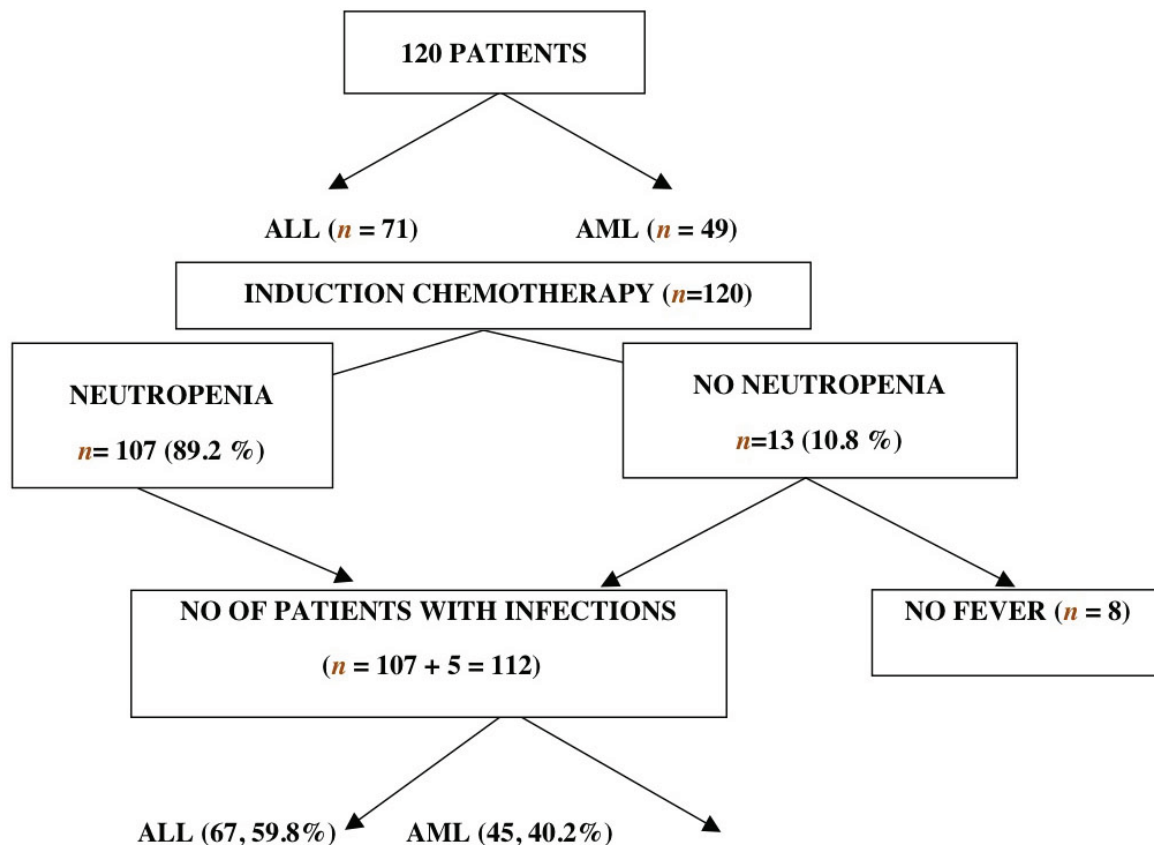 120 PATIENTS
ALL (n = 71)
AML (n = 49)
INDUCTION CHEMOTHERAPY (n=120)
NEUTROPENIA
n= 107 (89.2 %)
NO NEUTROPENIA
n=13 (10.8 %)
NO OF PATIENTS WITH INFECTIONS
(n = 107 + 5 = 112)
NO FEVER (n = 8)
ALL (67, 59.8%)
AML (45, 40.2%)